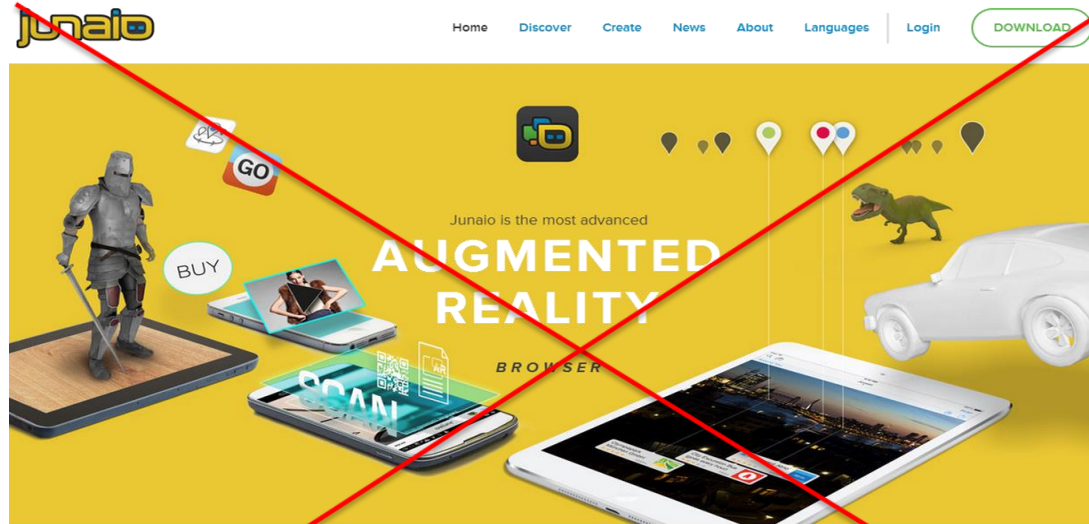 junaio
Home Discover Create News About Languages Login DOWNLOAD
GO
Junaio is the most advanced
AUGMENTED
REALITY
BROWSER
BUY
SCAN
AR